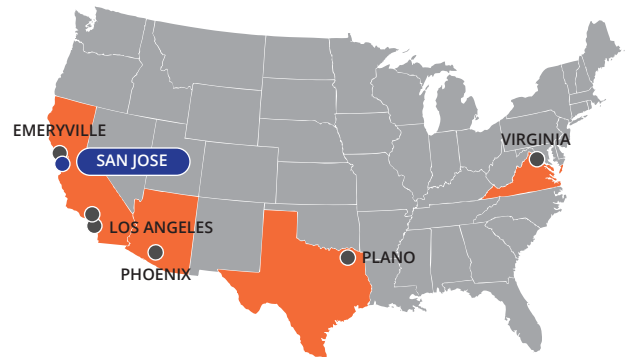 EMERYVILLE
VIRGINIA
SAN JOSE
LOS ANGELES
PLANO
PHOENIX